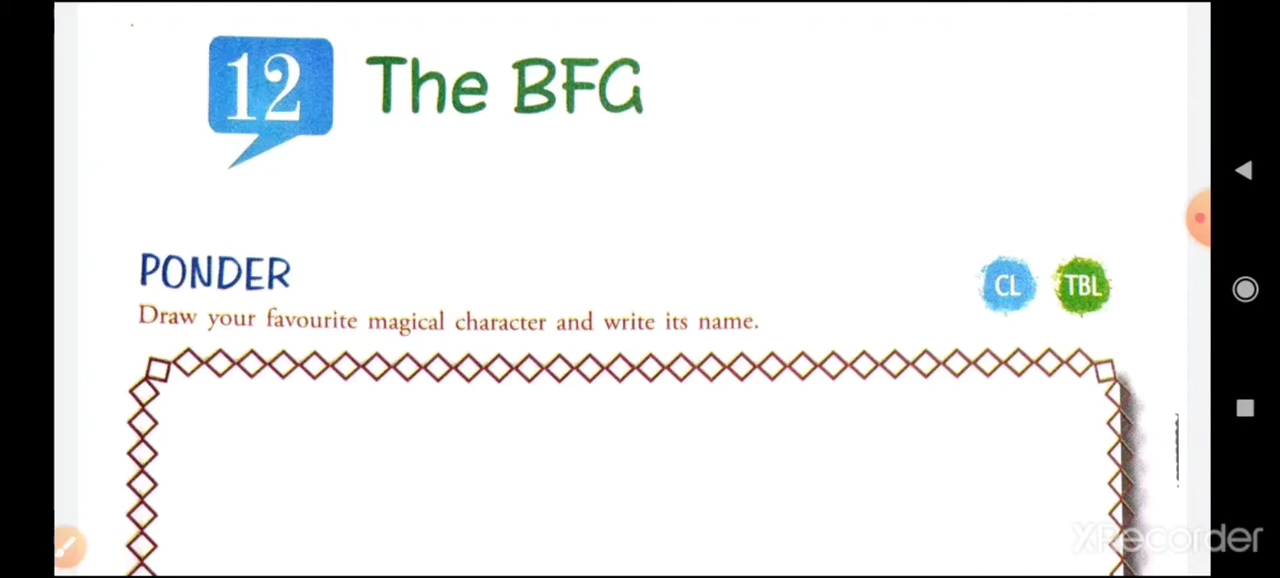 12 The BFG
PONDER
CL TBL
Draw your favourite magical character and write its name.
XRecorder